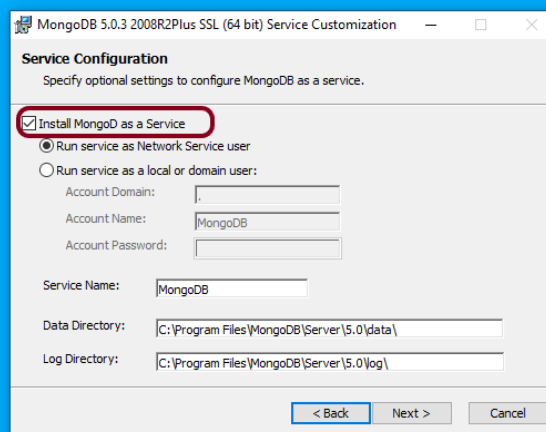 MongoDB 5.0.3 2008R2Plus SSL (64 bit) Service Customization
Service Configuration
Specify optional settings to configure MongoDB as a service.
Install MongoD as a Service
Run service as Network Service user
Run service as a local or domain user:
Account Domain:
.
Account Name:
MongoDB
Account Password:
Service Name:
MongoDB
Data Directory:
C:\Program Files\MongoDB\Server\5.0\data\
Log Directory:
C:\Program Files\MongoDB\Server\5.0\log\
< Back
Next >
Cancel